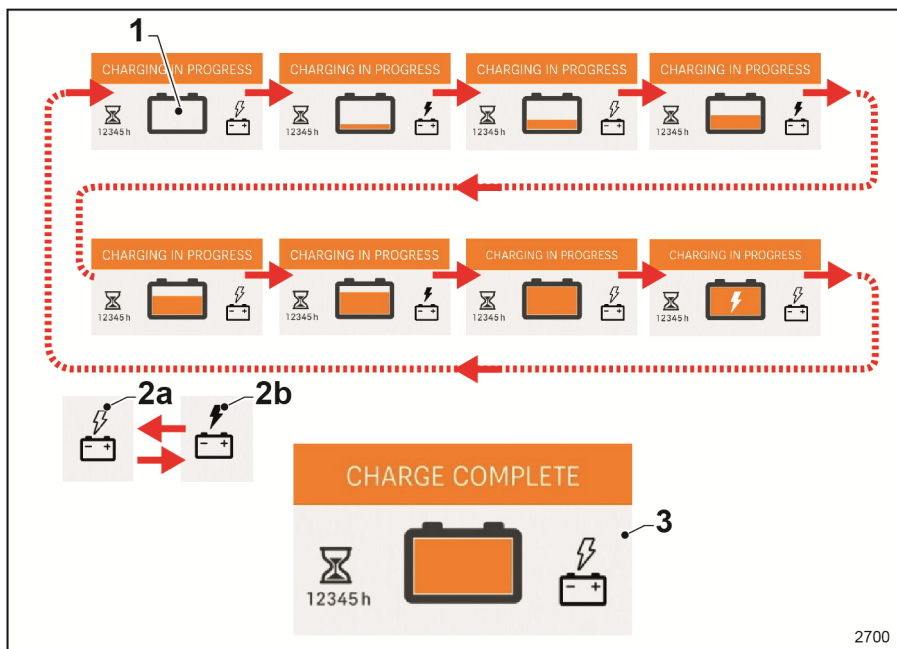 1
CHARGING IN PROGRESS CHARGING IN PROGRESS CHARGING IN PROGRESS CHARGING IN PROGRESS
12345 h - + 12345 h - + 12345 h - + 12345 h - +
CHARGING IN PROGRESS CHARGING IN PROGRESS CHARGING IN PROGRESS CHARGING IN PROGRESS
12345 h - + 12345 h - + 12345 h - + 12345 h - +
2a 2b
- + - +
CHARGE COMPLETE
3
12345 h - +
2700